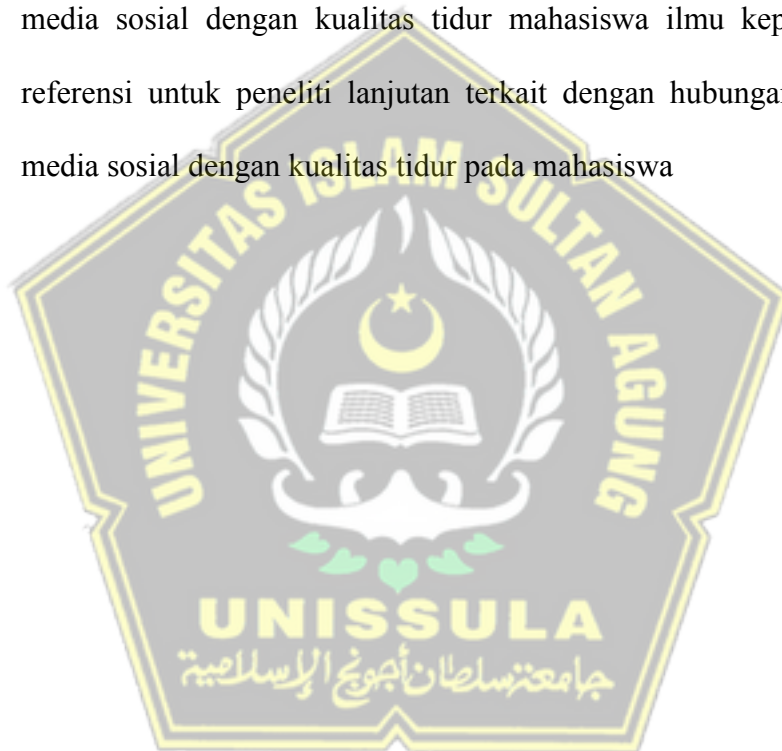 media sosial dengan kualitas tidur mahasiswa ilmu kep
referensi untuk peneliti lanjutan terkait dengan hubungan
media sosial dengan kualitas tidur pada mahasiswa
UNIVERSITAS ISLAM SULTAN AGUNG
UNISSULA
جامعة سلطان أجونج الإسلامية